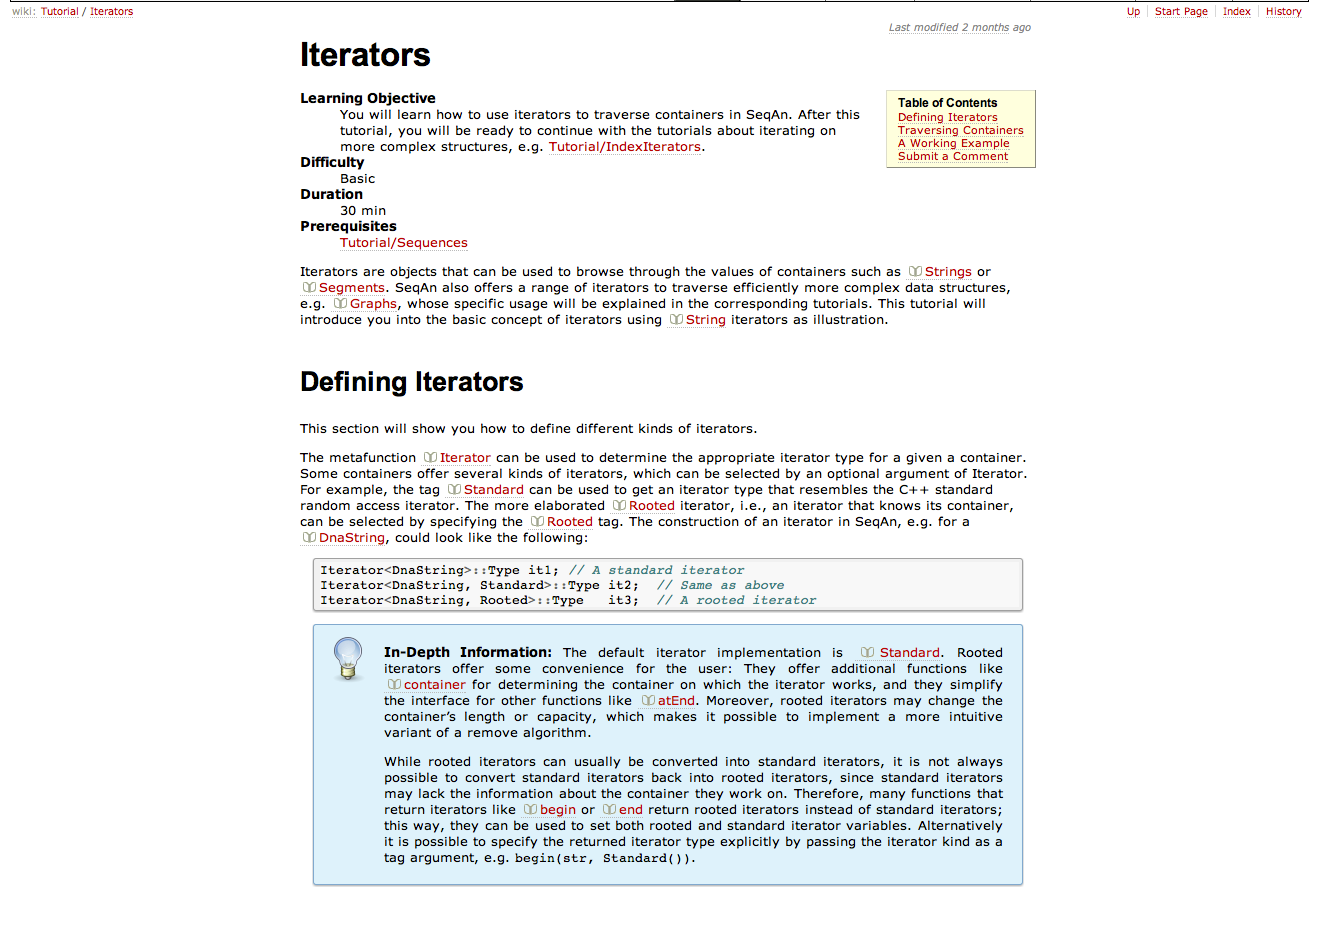 wiki: Tutorial / Iterators
Up | Start Page | Index | History
Last modified 2 months ago
Iterators
Learning Objective
You will learn how to use iterators to traverse containers in SeqAn. After this
tutorial, you will be ready to continue with the tutorials about iterating on
more complex structures, e.g. Tutorial/IndexIterators.
Difficulty
Basic
Duration
30 min
Prerequisites
Tutorial/Sequences
Table of Contents
Defining Iterators
Traversing Containers
A Working Example
Submit a Comment
Iterators are objects that can be used to browse through the values of containers such as Strings or
Segments. SeqAn also offers a range of iterators to traverse efficiently more complex data structures,
e.g. Graphs, whose specific usage will be explained in the corresponding tutorials. This tutorial will
introduce you into the basic concept of iterators using String iterators as illustration.
Defining Iterators
This section will show you how to define different kinds of iterators.
The metafunction Iterator can be used to determine the appropriate iterator type for a given a container.
Some containers offer several kinds of iterators, which can be selected by an optional argument of Iterator.
For example, the tag Standard can be used to get an iterator type that resembles the C++ standard
random access iterator. The more elaborated Rooted iterator, i.e., an iterator that knows its container,
can be selected by specifying the Rooted tag. The construction of an iterator in SeqAn, e.g. for a
DnaString, could look like the following:
Iterator<DnaString>::Type it1; // A standard iterator
Iterator<DnaString, Standard>::Type it2;  // Same as above
Iterator<DnaString, Rooted>::Type   it3;  // A rooted iterator
In-Depth Information: The default iterator implementation is Standard. Rooted
iterators offer some convenience for the user: They offer additional functions like
container for determining the container on which the iterator works, and they simplify
the interface for other functions like atEnd. Moreover, rooted iterators may change the
container's length or capacity, which makes it possible to implement a more intuitive
variant of a remove algorithm.
While rooted iterators can usually be converted into standard iterators, it is not always
possible to convert standard iterators back into rooted iterators, since standard iterators
may lack the information about the container they work on. Therefore, many functions that
return iterators like begin or end return rooted iterators instead of standard iterators;
this way, they can be used to set both rooted and standard iterator variables. Alternatively
it is possible to specify the returned iterator type explicitly by passing the iterator kind as a
tag argument, e.g. begin(str, Standard()).